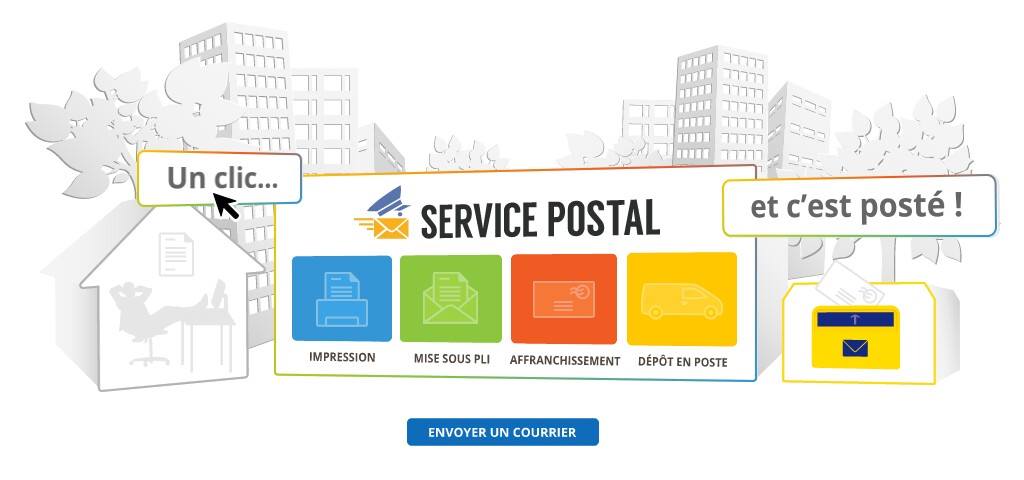 Un clic...
SERVICE POSTAL
et c’est posté !
IMPRESSION
MISE SOUS PLI
AFFRANCHISSEMENT
DÉPÔT EN POSTE
ENVOYER UN COURRIER